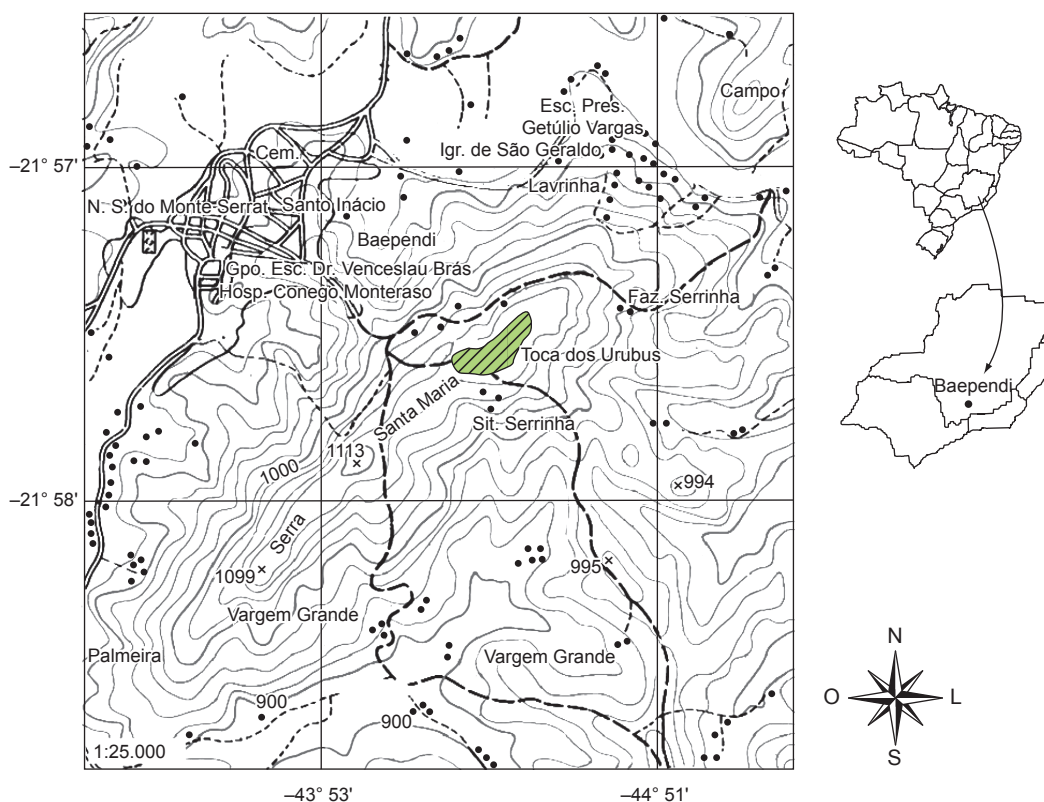 Campo
Esc. Pres.
Getúlio Vargas
Igr. de São Geraldo
Cem.
–21° 57'
Lavrinha
N. S. do Monte Serrat
Santo Inácio
Baependi
Gpo. Esc. Dr. Venceslau Brás
Hosp. Conego Monteraso
Faz. Serrinha
Toca dos Urubus
Santa Maria
Sit. Serrinha
1113
1000
994
–21° 58'
Serra
995
1099
Vargem Grande
Palmeira
Vargem Grande
900
900
1:25.000
–43° 53'
–44° 51'
Baependi
N
O
L
S